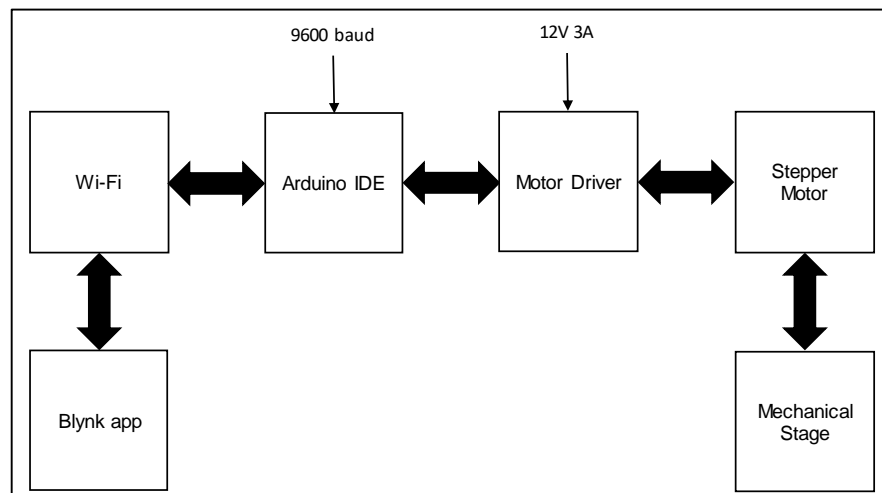 9600 baud
12V 3A
Wi-Fi
Arduino IDE
Motor Driver
Stepper
Motor
Blynk app
Mechanical
Stage